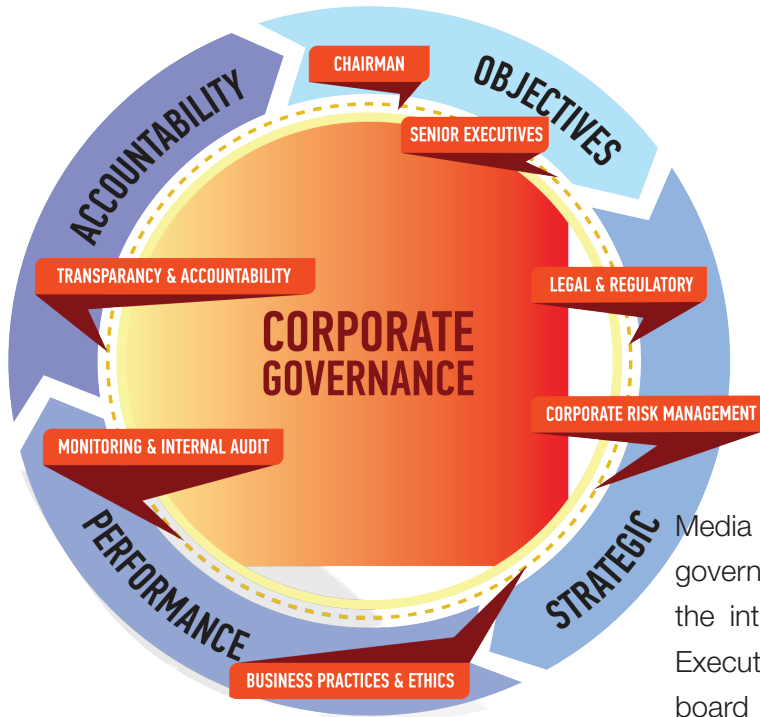 CHAIRMAN
OBJECTIVES
SENIOR EXECUTIVES
ACCOUNTABILITY
TRANSPARANCY & ACCOUNTABILITY
LEGAL & REGULATORY
CORPORATE
GOVERNANCE
CORPORATE RISK MANAGEMENT
MONITORING & INTERNAL AUDIT
PERFORMANCE
STRATEGIC
BUSINESS PRACTICES & ETHICS
Media
govern
the int
Execut
board